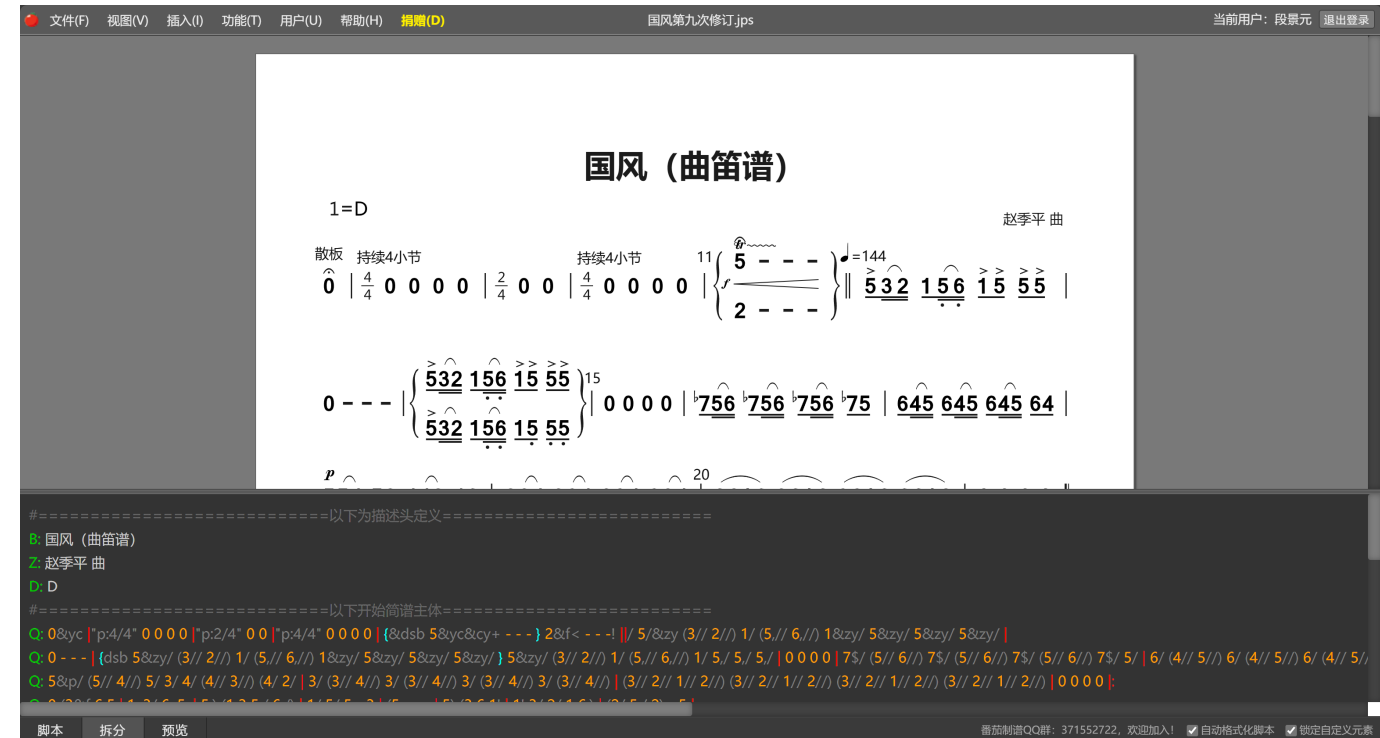 文件(F) 视图(V) 插入(I) 功能(T) 用户(U) 帮助(H) 捐赠(D) 国风第九次修订.jps 当前用户：段景元 退出登录
国风（曲笛谱）
1=D
赵季平 曲
散板 持续4小节 持续4小节 11 tr ♩=144
0 | 4/4 0 0 0 0 | 2/4 0 0 | 4/4 0 0 0 0 | 5 - - - f 2 - - - ‖ 5 3 2 1 5 6 1 5 5 5 |
0 - - - | 532 156 15 55 15 | 0 0 0 0 | ♭756 ♭756 ♭756 ♭75 | 645 645 645 64 |
532 156 15 55
p 20
#============================以下为描述头定义==========================
B: 国风（曲笛谱）
Z: 赵季平 曲
D: D
#============================以下开始简谱主体==========================
Q: 0&yc |"p:4/4" 0 0 0 0 |"p:2/4" 0 0 |"p:4/4" 0 0 0 0 | {&dsb 5&yc&cy+ - - - } 2&f< - - -! ||/ 5/&zy (3// 2//) 1/ (5,// 6,//) 1&zy/ 5&zy/ 5&zy/ 5&zy/ |
Q: 0 - - - | {dsb 5&zy/ (3// 2//) 1/ (5,// 6,//) 1&zy/ 5&zy/ 5&zy/ 5&zy/ } 5&zy/ (3// 2//) 1/ (5,// 6,//) 1/ 5,/ 5,/ 5,/ | 0 0 0 0 | 7$/ (5// 6//) 7$/ (5// 6//) 7$/ (5// 6//) 7$/ 5/ | 6/ (4// 5//) 6/ (4// 5//) 6/ (4// 5//
Q: 5&p/ (5// 4//) 5/ 3/ 4/ (4// 3//) (4/ 2/ | 3/ (3// 4//) 3/ (3// 4//) 3/ (3// 4//) 3/ (3// 4//) | (3// 2// 1// 2//) (3// 2// 1// 2//) (3// 2// 1// 2//) (3// 2// 1// 2//) | 0 0 0 0 |:
脚本 拆分 预览 番茄制谱QQ群：371552722，欢迎加入！ 自动格式化脚本 锁定自定义元素